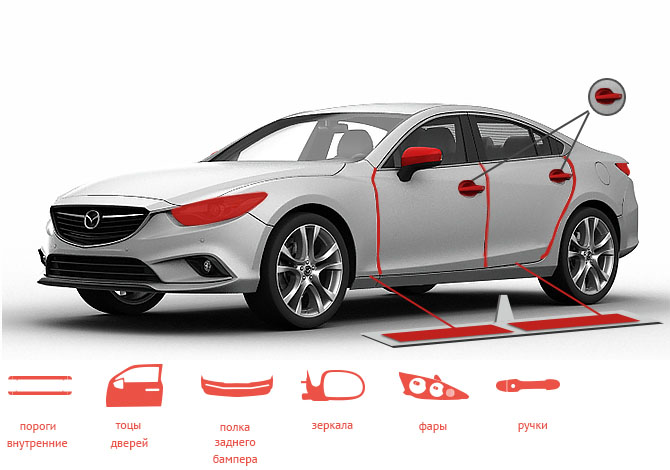 пороги
внутренние
тоцы
дверей
полка
заднего
бампера
зеркала
фары
ручки